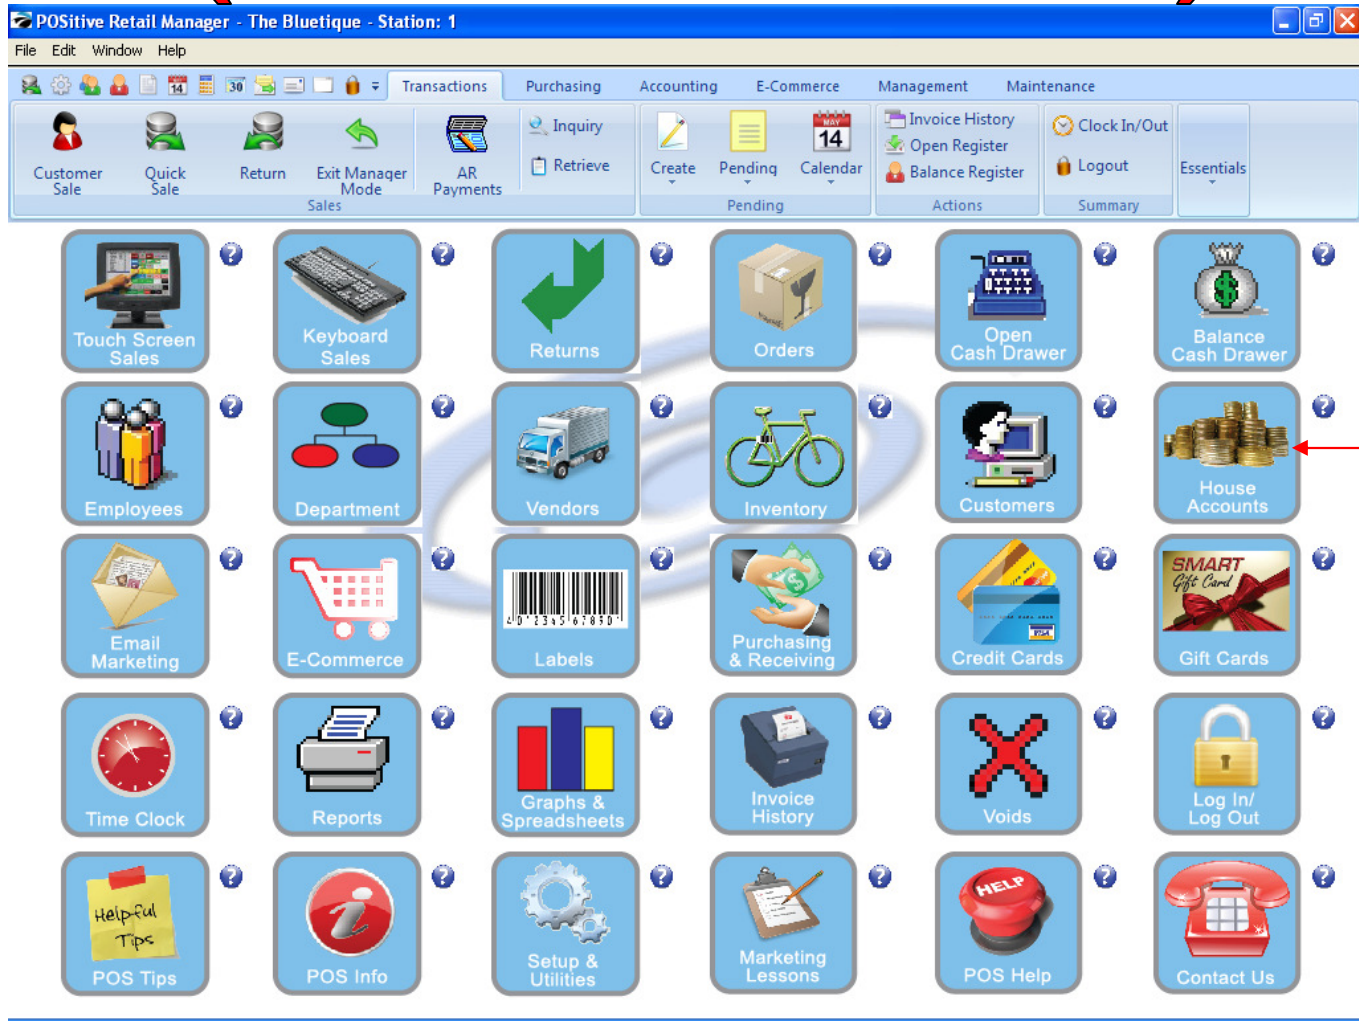 POSitive Retail Manager - The Bluetique - Station: 1
File Edit Window Help
14 30 Transactions Purchasing Accounting E-Commerce Management Maintenance
Customer
Sale
Quick
Sale
Return
Exit Manager
Mode
AR
Payments
Inquiry
Retrieve
Sales
Create
Pending
MAY
14
Calendar
Pending
Invoice History
Open Register
Balance Register
Actions
Clock In/Out
Logout
Summary
Essentials
Touch Screen
Sales
Keyboard
Sales
Returns
Orders
Open
Cash Drawer
Balance
Cash Drawer
Employees
Department
Vendors
Inventory
Customers
House
Accounts
Email
Marketing
E-Commerce
Labels
Purchasing
& Receiving
VISA
Credit Cards
SMART
Gift Card
Gift Cards
Time Clock
Reports
Graphs &
Spreadsheets
Invoice
History
Voids
Log In/
Log Out
Helpful
Tips
POS Tips
POS Info
Setup &
Utilities
Marketing
Lessons
HELP
POS Help
Contact Us